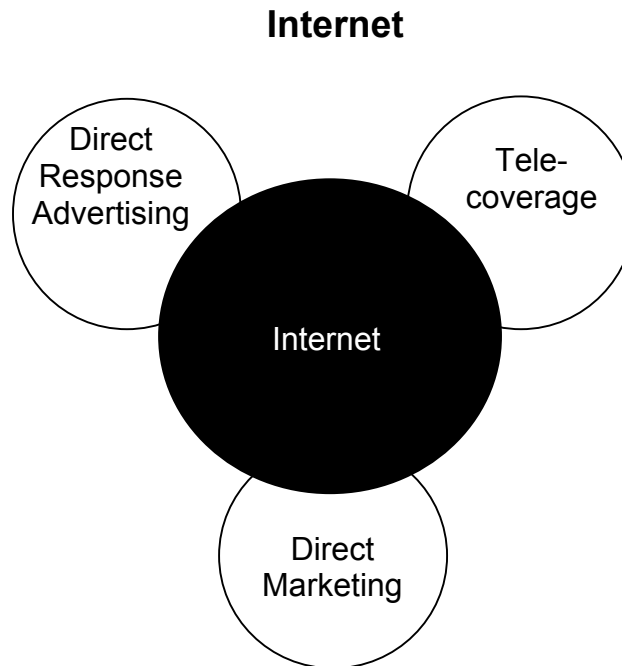 Internet
Direct
Response
Advertising
Tele-
coverage
Internet
Direct
Marketing